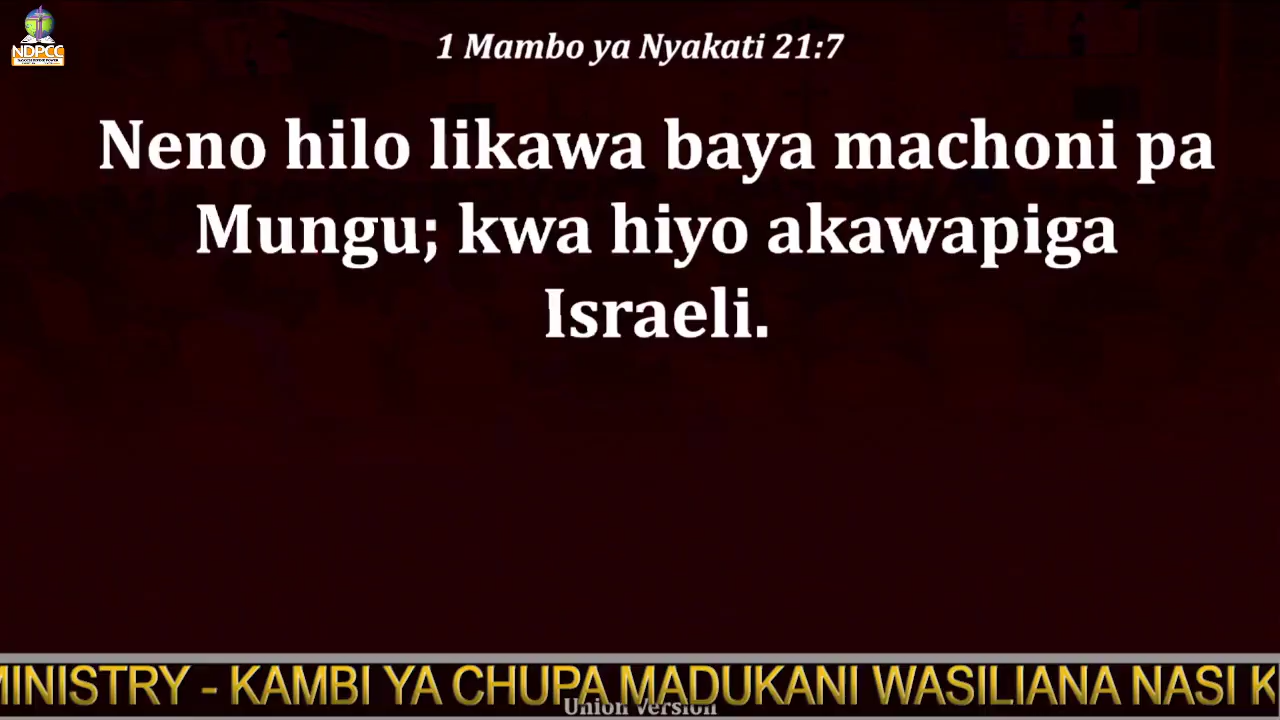 NDPCC
1 Mambo ya Nyakati 21:7
Neno hilo likawa baya machoni pa
Mungu; kwa hiyo akawapiga
Israeli.
MINISTRY - KAMBI YA CHUPA MADUKANI WASILIANA NASI K
Union Version